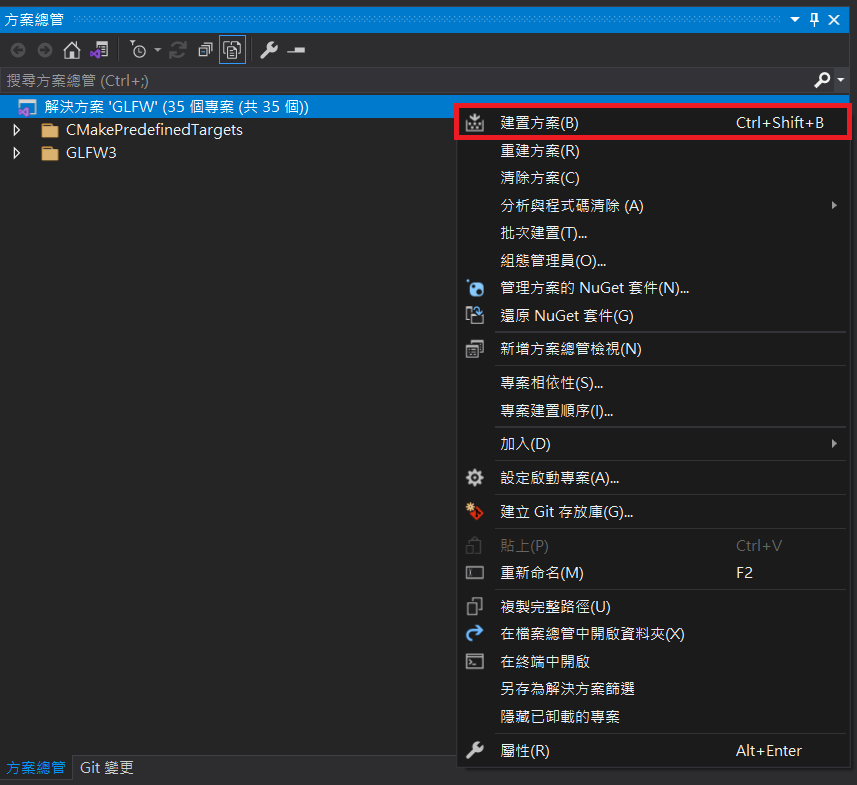 方案總管
搜尋方案總管 (Ctrl+;)
解決方案 'GLFW' (35 個專案 (共 35 個))
CMakePredefinedTargets
GLFW3
建置方案(B) Ctrl+Shift+B
重建方案(R)
清除方案(C)
分析與程式碼清除 (A)
批次建置(T)...
組態管理員(O)...
管理方案的 NuGet 套件(N)...
還原 NuGet 套件(G)
新增方案總管檢視(N)
專案相依性(S)...
專案建置順序(I)...
加入(D)
設定啟動專案(A)...
建立 Git 存放庫(G)...
貼上(P) Ctrl+V
重新命名(M) F2
複製完整路徑(U)
在檔案總管中開啟資料夾(X)
在終端中開啟
另存為解決方案篩選
隱藏已卸載的專案
屬性(R) Alt+Enter
方案總管 Git 變更